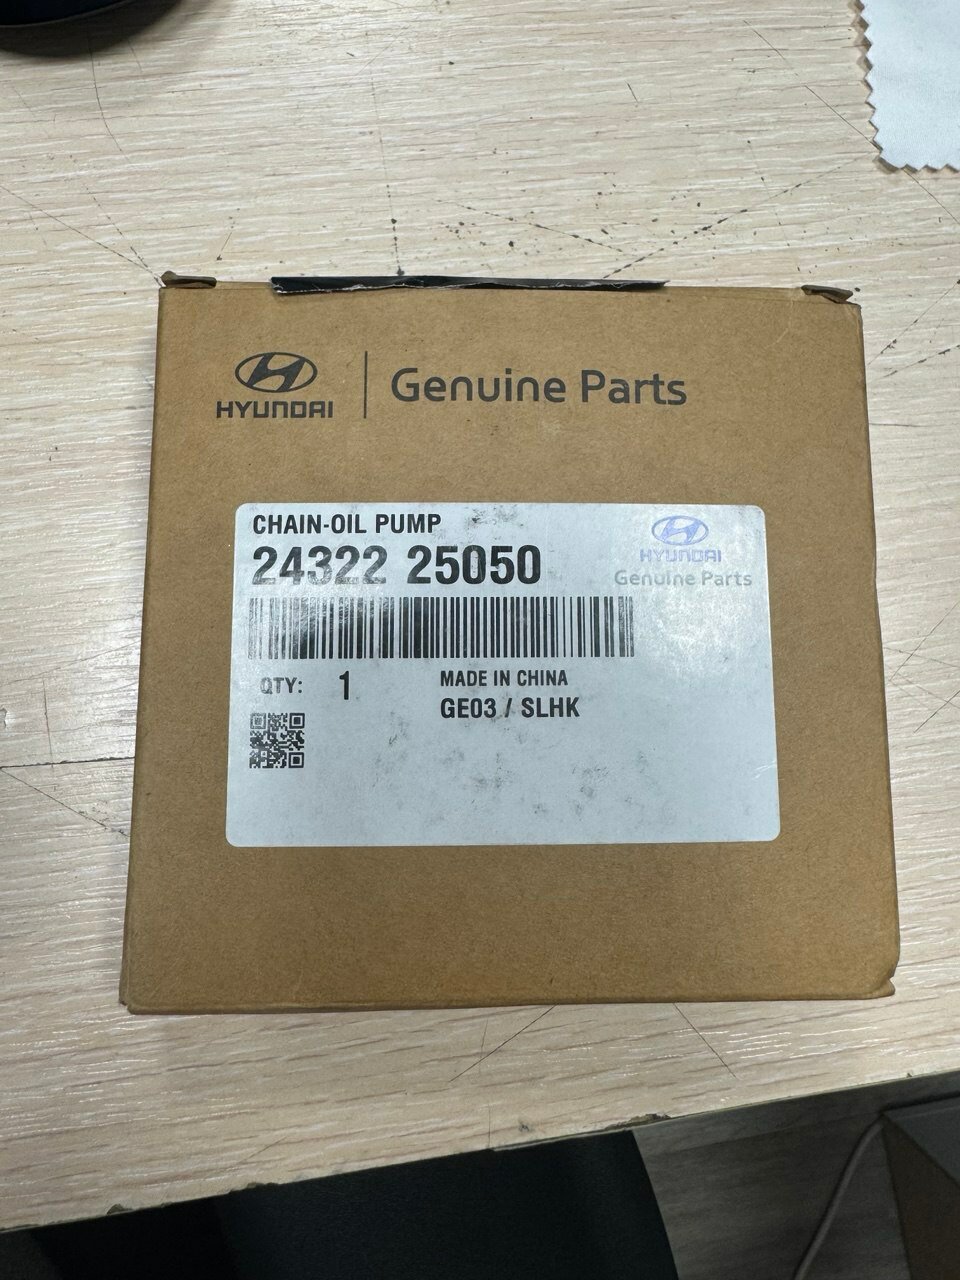 HYUNDAI
Genuine Parts
CHAIN-OIL PUMP
24322 25050
HYUNDAI
Genuine Parts
QTY: 1
MADE IN CHINA
GE03 / SLHK